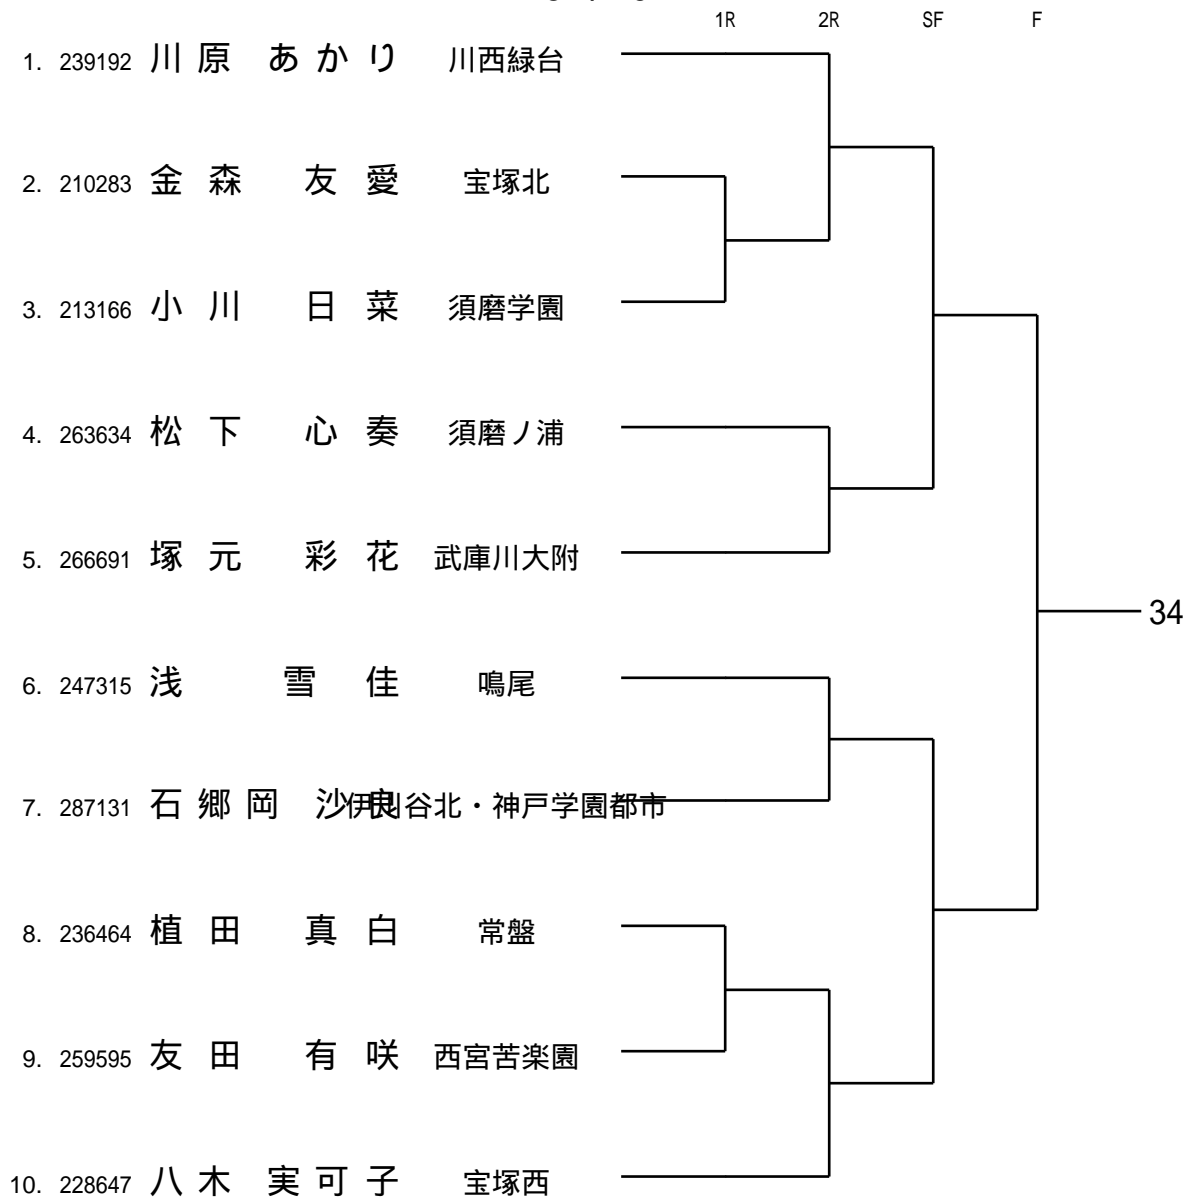 1R 2R SF F
1. 239192 川原 あかり 川西緑台
2. 210283 金森 友愛 宝塚北
3. 213166 小川 日菜 須磨学園
4. 263634 松下 心奏 須磨ノ浦
5. 266691 塚元 彩花 武庫川大附
34
6. 247315 浅 雪佳 鳴尾
7. 287131 石郷岡 沙良 伊川谷北・神戸学園都市
8. 236464 植田 真白 常盤
9. 259595 友田 有咲 西宮苦楽園
10. 228647 八木 実可子 宝塚西